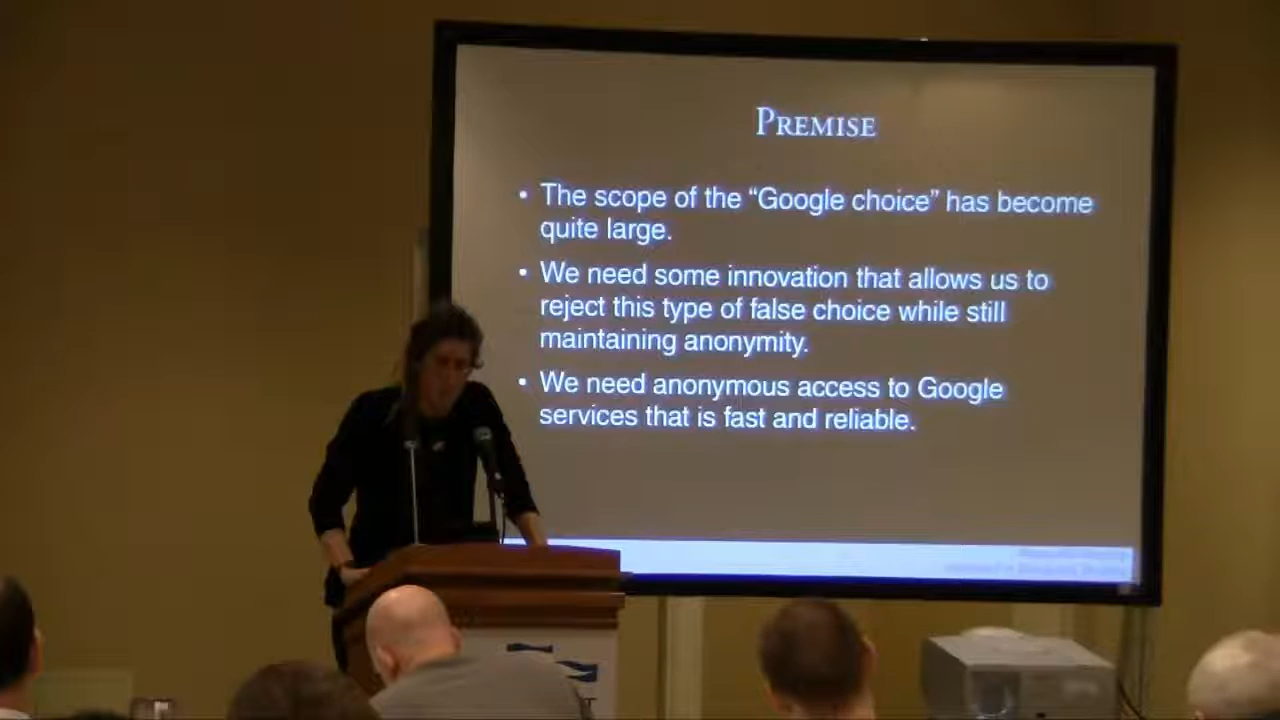 PREMISE
• The scope of the “Google choice” has become
quite large.
• We need some innovation that allows us to
reject this type of false choice while still
maintaining anonymity.
• We need anonymous access to Google
services that is fast and reliable.